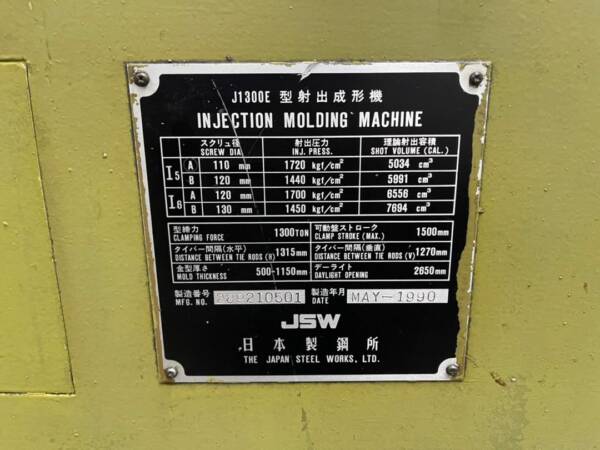 J1300E 型射出成形機
INJECTION MOLDING MACHINE
スクリュ径 射出圧力 理論射出容積
SCREW DIA. INJ. PRESS. SHOT VOLUME (CAL.)
I5 A 110 mm 1720 kgf/cm² 5034 cm³
B 120 mm 1440 kgf/cm² 5991 cm³
I6 A 120 mm 1700 kgf/cm² 6556 cm³
B 130 mm 1450 kgf/cm² 7694 cm³
型締力 1300TON 可動盤ストローク 1500mm
CLAMPING FORCE CLAMP STROKE (MAX.)
タイバー間隔(水平) 1315mm タイバー間隔(垂直) 1270mm
DISTANCE BETWEEN TIE RODS (H) DISTANCE BETWEEN TIE RODS (V)
金型厚さ 500-1150mm デーライト 2650mm
MOLD THICKNESS DAYLIGHT OPENING
製造番号 製造年月 MAY-1990
MFG. NO. DATE
JSW
日本製鋼所
THE JAPAN STEEL WORKS, LTD.